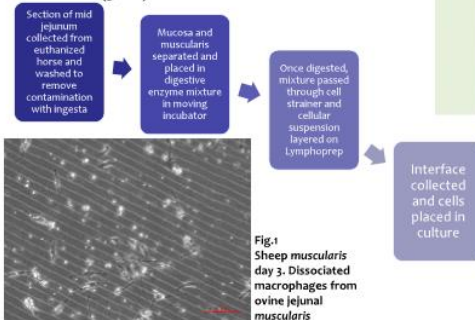 Section of mid
jejunum
collected from
euthanized
horse and
washed to
remove
contamination
with ingesta
Mucosa and
muscularis
separated and
placed in
digestive
enzyme mixture
in moving
incubator
Once digested,
mixture passed
through cell
strainer and
cellular
suspension
layered on
Lymphoprep
Interface
collected
and cells
placed in
culture
Fig.1
Sheep muscularis
day 3. Dissociated
macrophages from
ovine jejunal
muscularis